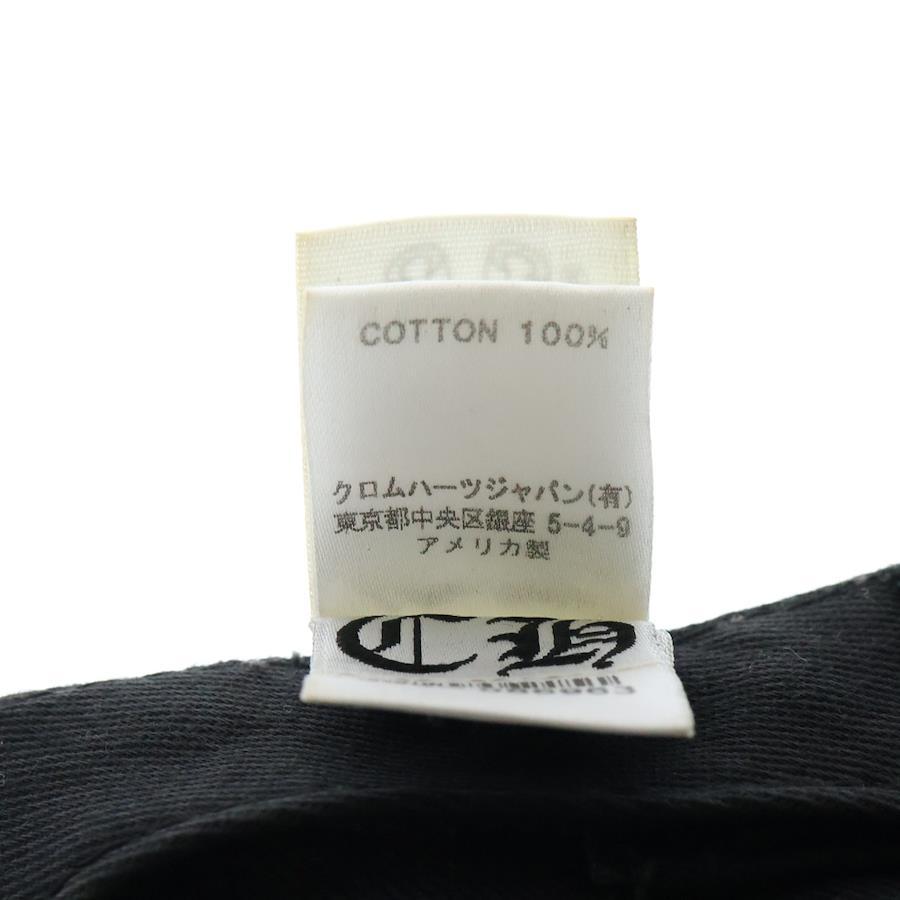 COTTON 100%
クロムハーツジャパン(有)
東京都中央区銀座 5-4-9
アメリカ製
CH